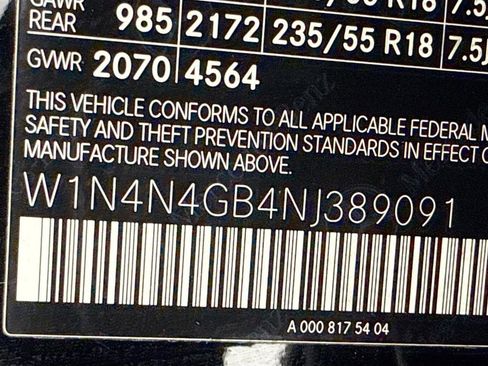 GAWR
REAR 985 2172 235/55 R18 7.5J
GVWR 2070 4564
THIS VEHICLE CONFORMS TO ALL APPLICABLE FEDERAL M
SAFETY AND THEFT PREVENTION STANDARDS IN EFFECT O
MANUFACTURE SHOWN ABOVE.
W1N4N4GB4NJ389091
A 000 817 54 04